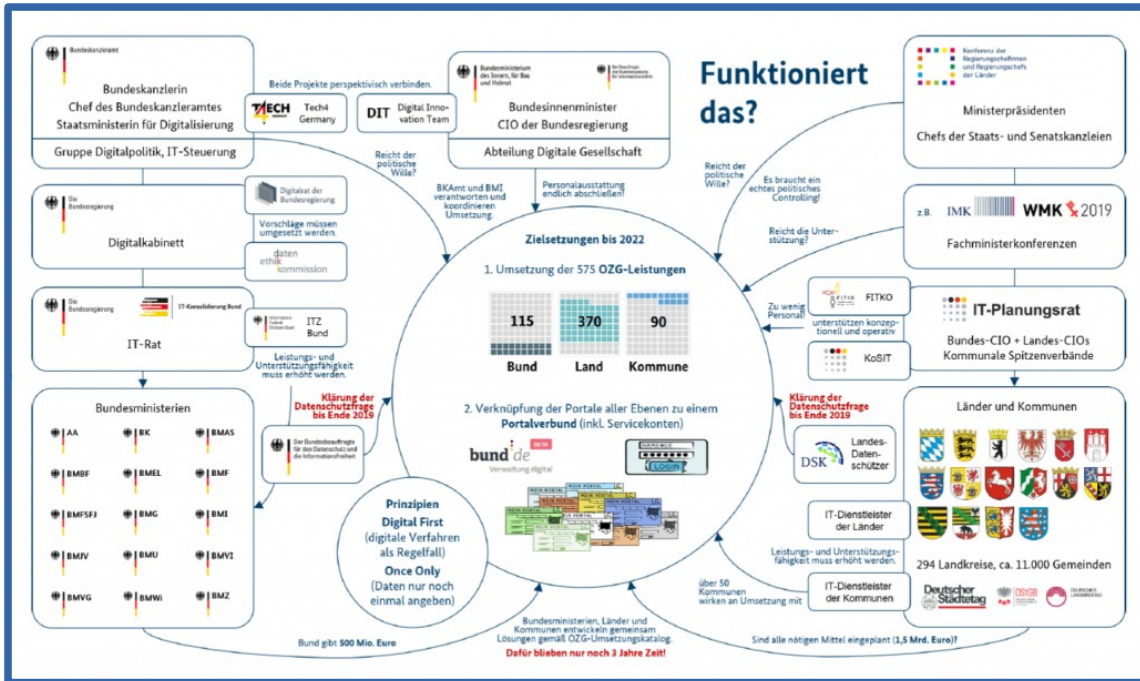 Bundeskanzleramt
Bundeskanzlerin
Chef des Bundeskanzleramtes
Staatsministerin für Digitalisierung
Gruppe Digitalpolitik, IT-Steuerung
Beide Projekte perspektivisch verbinden.
Tech4
Germany
DIT
Digital Inno-
vation Team
Bundesministerium
des Innern, für Bau
und Heimat
Bundesinnenminister
CIO der Bundesregierung
Abteilung Digitale Gesellschaft
Funktioniert
das?
Konferenz der
Regierungschefinnen
und Regierungschefs
der Länder
Ministerpräsidenten
Chefs der Staats- und Senatskanzleien
Reicht der
politische
Wille?
BKAmt und BMI
verantworten und
koordinieren
Umsetzung.
Personalausstattung
endlich abschließen!
Reicht der
politische
Wille?
Es braucht ein
echtes politisches
Controlling!
Die
Bundesregierung
Digitalkabinett
Digitalrat der
Bundesregierung
Vorschläge müssen
umgesetzt werden.
daten
ethik
kommission
z.B.
IMK
WMK 2019
Fachministerkonferenzen
Reicht die Unter-
stützung?
Die
Bundesregierung
IT-Konsolidierung Bund
IT-Rat
ITZ
Bund
Leistungs- und
Unterstützungsfähigkeit
muss erhöht werden.
Zielsetzungen bis 2022
1. Umsetzung der 575 OZG-Leistungen
115
370
90
Bund
Land
Kommune
2. Verknüpfung der Portale aller Ebenen zu einem
Portalverbund (inkl. Servicekonten)
bund.de
BETA
Verwaltung digital
LOGIN
MEIN PORTAL
Zu wenig
Personal!
FITKO
unterstützen konzep-
tionell und operativ
KoSIT
IT-Planungsrat
Bundes-CIO + Landes-CIOs
Kommunale Spitzenverbände
Bundesministerien
AA
BK
BMAS
BMBF
BMEL
BMF
BMFSFJ
BMG
BMI
BMJV
BMU
BMVI
BMVG
BMWi
BMZ
Klärung der
Datenschutzfrage
bis Ende 2019
Der Bundesbeauftragte
für den Datenschutz und
die Informationsfreiheit
Prinzipien
Digital First
(digitale Verfahren
als Regelfall)
Once Only
(Daten nur noch
einmal angeben)
Klärung der
Datenschutzfrage
bis Ende 2019
DSK
Landes-
Daten-
schützer
IT-Dienstleister
der Länder
Leistungs- und Unterstützungs-
fähigkeit muss erhöht werden.
IT-Dienstleister
der Kommunen
über 50
Kommunen
wirken an Umsetzung mit
Länder und Kommunen
294 Landkreise, ca. 11.000 Gemeinden
Deutscher
Städtetag
DStGB
Bund gibt 500 Mio. Euro
Bundesministerien, Länder und
Kommunen entwickeln gemeinsam
Lösungen gemäß OZG-Umsetzungskatalog.
Dafür blieben nur noch 3 Jahre Zeit!
Sind alle nötigen Mittel eingeplant (1,5 Mrd. Euro)?